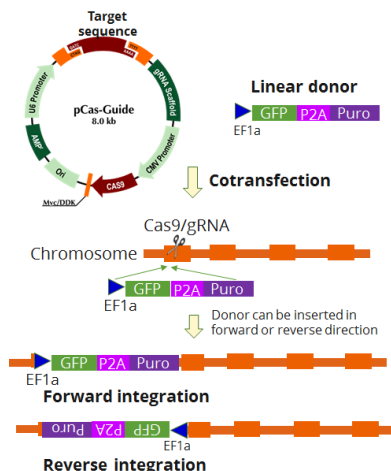 Target
sequence
U6 Promoter
gRNA Scaffold
pCas-Guide
8.0 kb
AMP
CMV Promoter
Ori
CAS9
Myc/DDK
Linear donor
GFP P2A Puro
EF1a
Cotransfection
Cas9/gRNA
Chromosome
GFP P2A Puro
EF1a
Donor can be inserted in
forward or reverse direction
GFP P2A Puro
EF1a
Forward integration
Puro P2A GFP
EF1a
Reverse integration